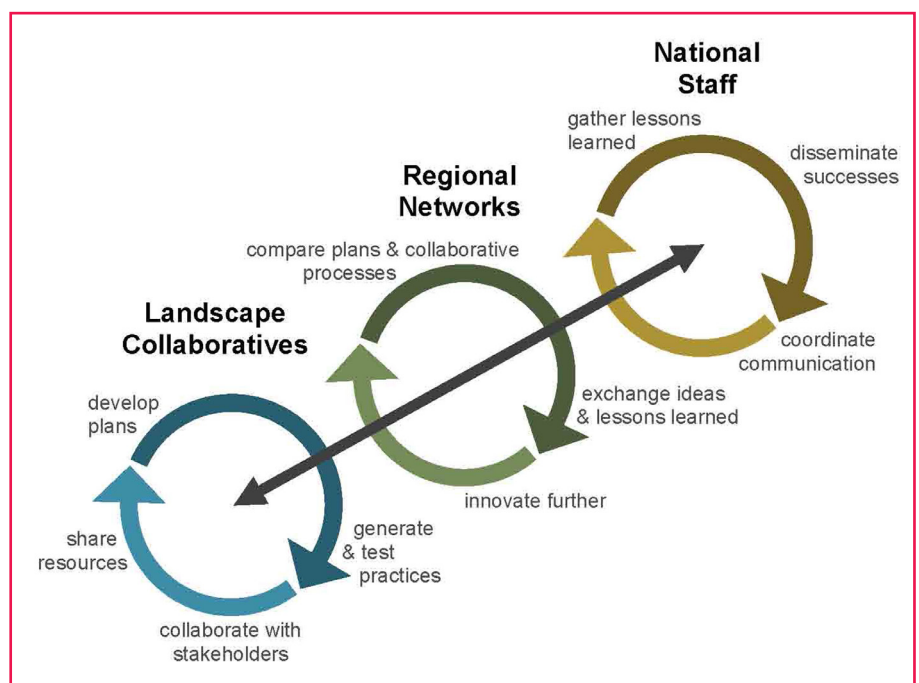 National
Staff
gather lessons
learned
disseminate
successes
coordinate
communication
Regional
Networks
compare plans & collaborative
processes
exchange ideas
& lessons learned
innovate further
Landscape
Collaboratives
develop
plans
generate
& test
practices
collaborate with
stakeholders
share
resources